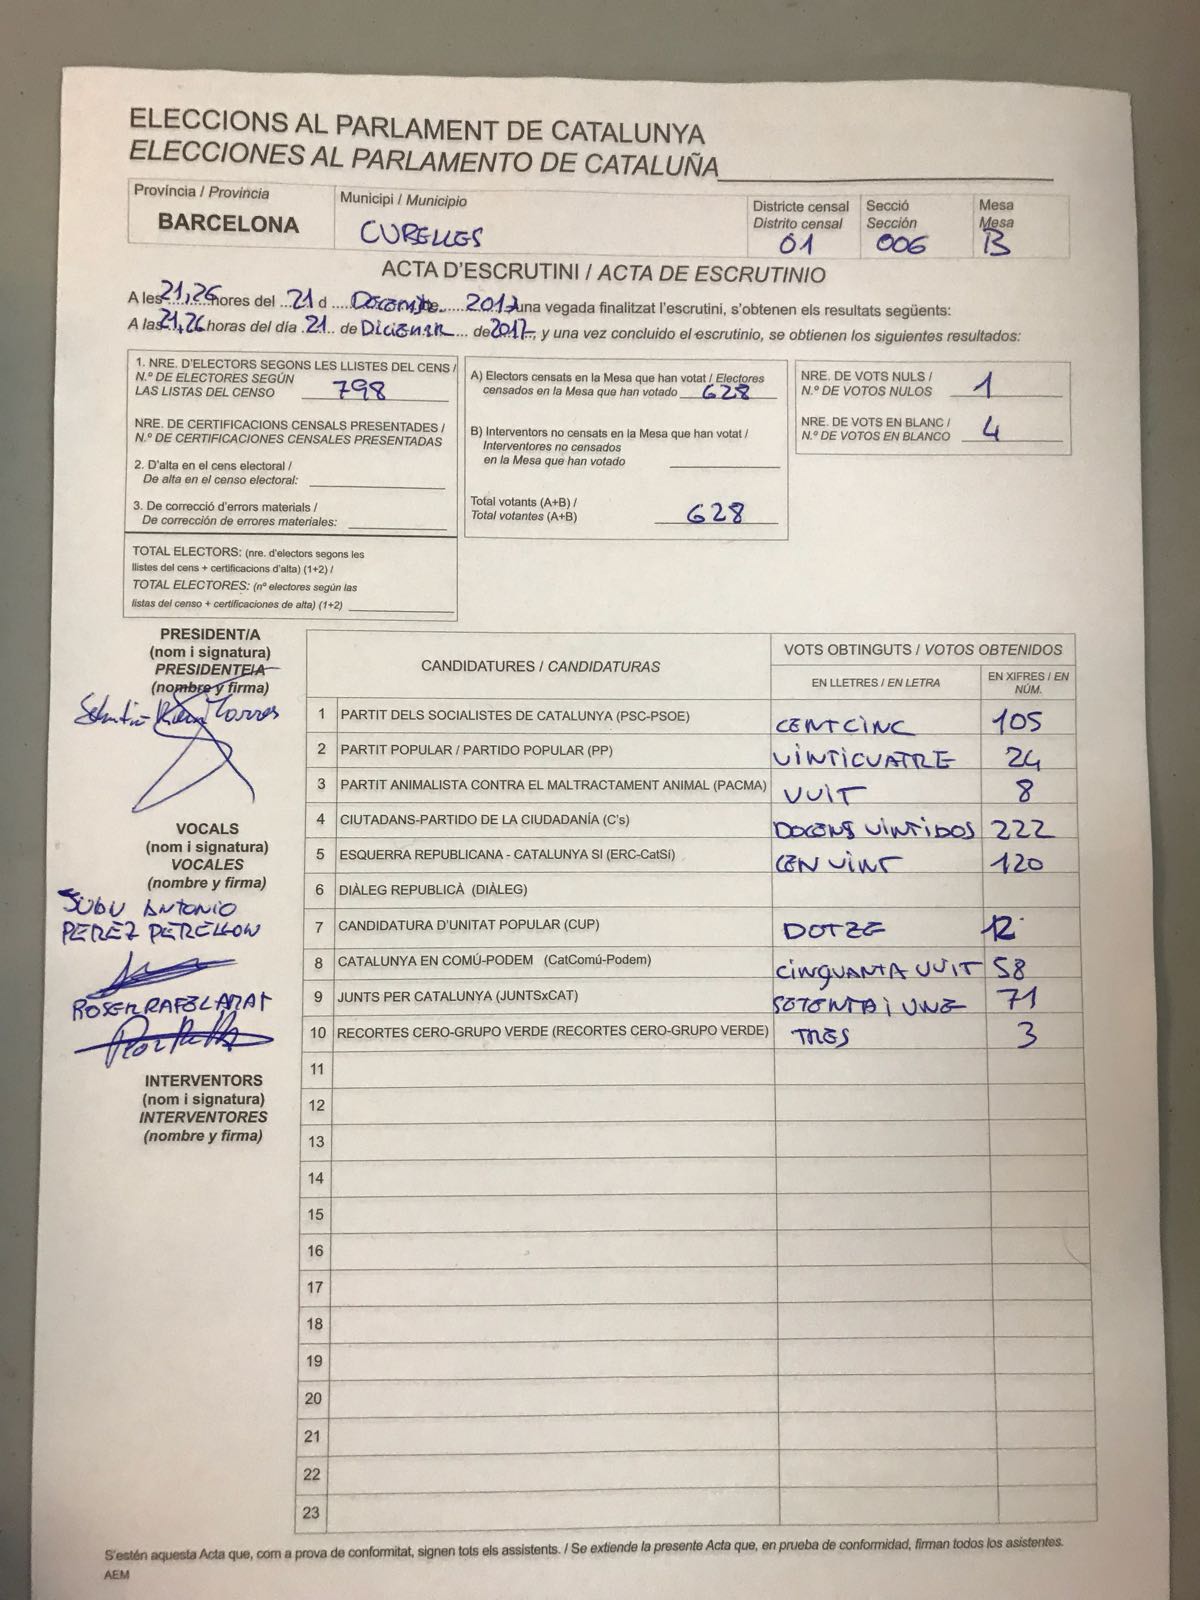 ELECCIONS AL PARLAMENT DE CATALUNYA
ELECCIONES AL PARLAMENTO DE CATALUÑA
Província / Provincia
BARCELONA
Municipi / Municipio
CUBELLES
Districte censal
Distrito censal
01
Secció
Sección
006
Mesa
Mesa
B
ACTA D'ESCRUTINI / ACTA DE ESCRUTINIO
A les 21,26 hores del 21 d 2017 una vegada finalitzat l'escrutini, s'obtenen els resultats següents:
A las 21,26 horas del día 21 de de 2017, y una vez concluido el escrutinio, se obtienen los siguientes resultados:
1. NRE. D'ELECTORS SEGONS LES LLISTES DEL CENS /
N.º DE ELECTORES SEGÚN
LAS LISTAS DEL CENSO 798
NRE. DE CERTIFICACIONS CENSALS PRESENTADES /
N.º DE CERTIFICACIONES CENSALES PRESENTADAS
2. D'alta en el cens electoral /
De alta en el censo electoral:
3. De correcció d'errors materials /
De corrección de errores materiales:
TOTAL ELECTORS: (nre. d'electors segons les
llistes del cens + certificacions d'alta) (1+2) /
TOTAL ELECTORES: (nº electores según las
listas del censo + certificaciones de alta) (1+2)
A) Electors censats en la Mesa que han votat / Electores
censados en la Mesa que han votado 628
B) Interventors no censats en la Mesa que han votat /
Interventores no censados
en la Mesa que han votado
Total votants (A+B) /
Total votantes (A+B) 628
NRE. DE VOTS NULS /
N.º DE VOTOS NULOS 1
NRE. DE VOTS EN BLANC /
N.º DE VOTOS EN BLANCO 4
PRESIDENT/A
(nom i signatura)
PRESIDENTE/A
(nombre y firma)
Torres
VOCALS
(nom i signatura)
VOCALES
(nombre y firma)
ANTONIO
PEREZ PERELLON
ROSER RAFEL AMAT
INTERVENTORS
(nom i signatura)
INTERVENTORES
(nombre y firma)
CANDIDATURES / CANDIDATURAS
VOTS OBTINGUTS / VOTOS OBTENIDOS
EN LLETRES / EN LETRA
EN XIFRES / EN
NÚM.
1 PARTIT DELS SOCIALISTES DE CATALUNYA (PSC-PSOE) CENT CINC 105
2 PARTIT POPULAR / PARTIDO POPULAR (PP) VINTICUATRE 24
3 PARTIT ANIMALISTA CONTRA EL MALTRACTAMENT ANIMAL (PACMA) VUIT 8
4 CIUTADANS-PARTIDO DE LA CIUDADANÍA (C's) DOCENS VINTIDOS 222
5 ESQUERRA REPUBLICANA - CATALUNYA SI (ERC-CatSí) CEN VINT 120
6 DIÀLEG REPUBLICÀ (DIÀLEG)
7 CANDIDATURA D'UNITAT POPULAR (CUP) DOTZE 12
8 CATALUNYA EN COMÚ-PODEM (CatComú-Podem) CINQUANTA VUIT 58
9 JUNTS PER CATALUNYA (JUNTSxCAT) SETENTA i UNE 71
10 RECORTES CERO-GRUPO VERDE (RECORTES CERO-GRUPO VERDE) TRES 3
11
12
13
14
15
16
17
18
19
20
21
22
23
S'estén aquesta Acta que, com a prova de conformitat, signen tots els assistents. / Se extiende la presente Acta que, en prueba de conformidad, firman todos los asistentes.
AEM